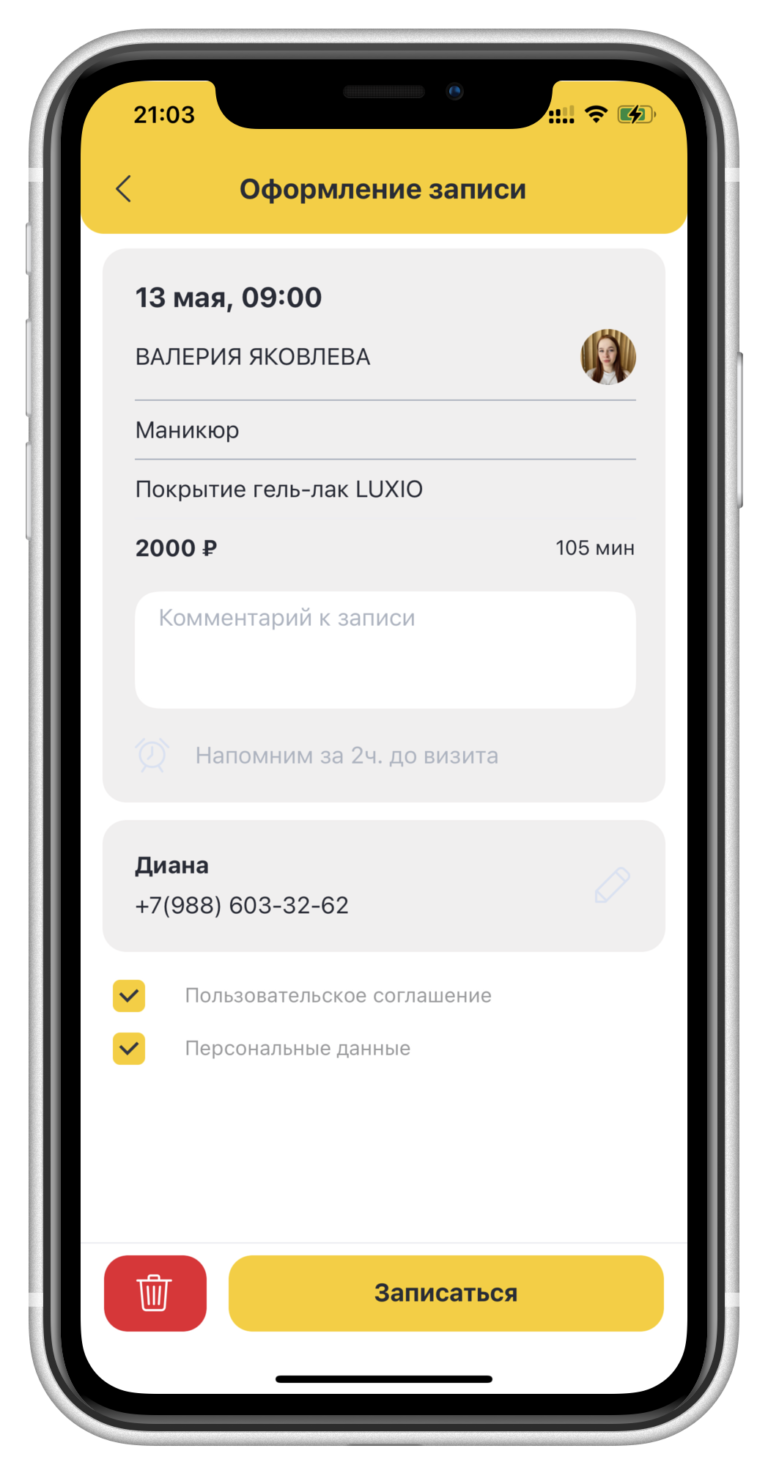 21:03
Оформление записи
13 мая, 09:00
ВАЛЕРИЯ ЯКОВЛЕВА
Маникюр
Покрытие гель-лак LUXIO
2000 ₽
105 мин
Комментарий к записи
Напомним за 2ч. до визита
Диана
+7(988) 603-32-62
Пользовательское соглашение
Персональные данные
Записаться